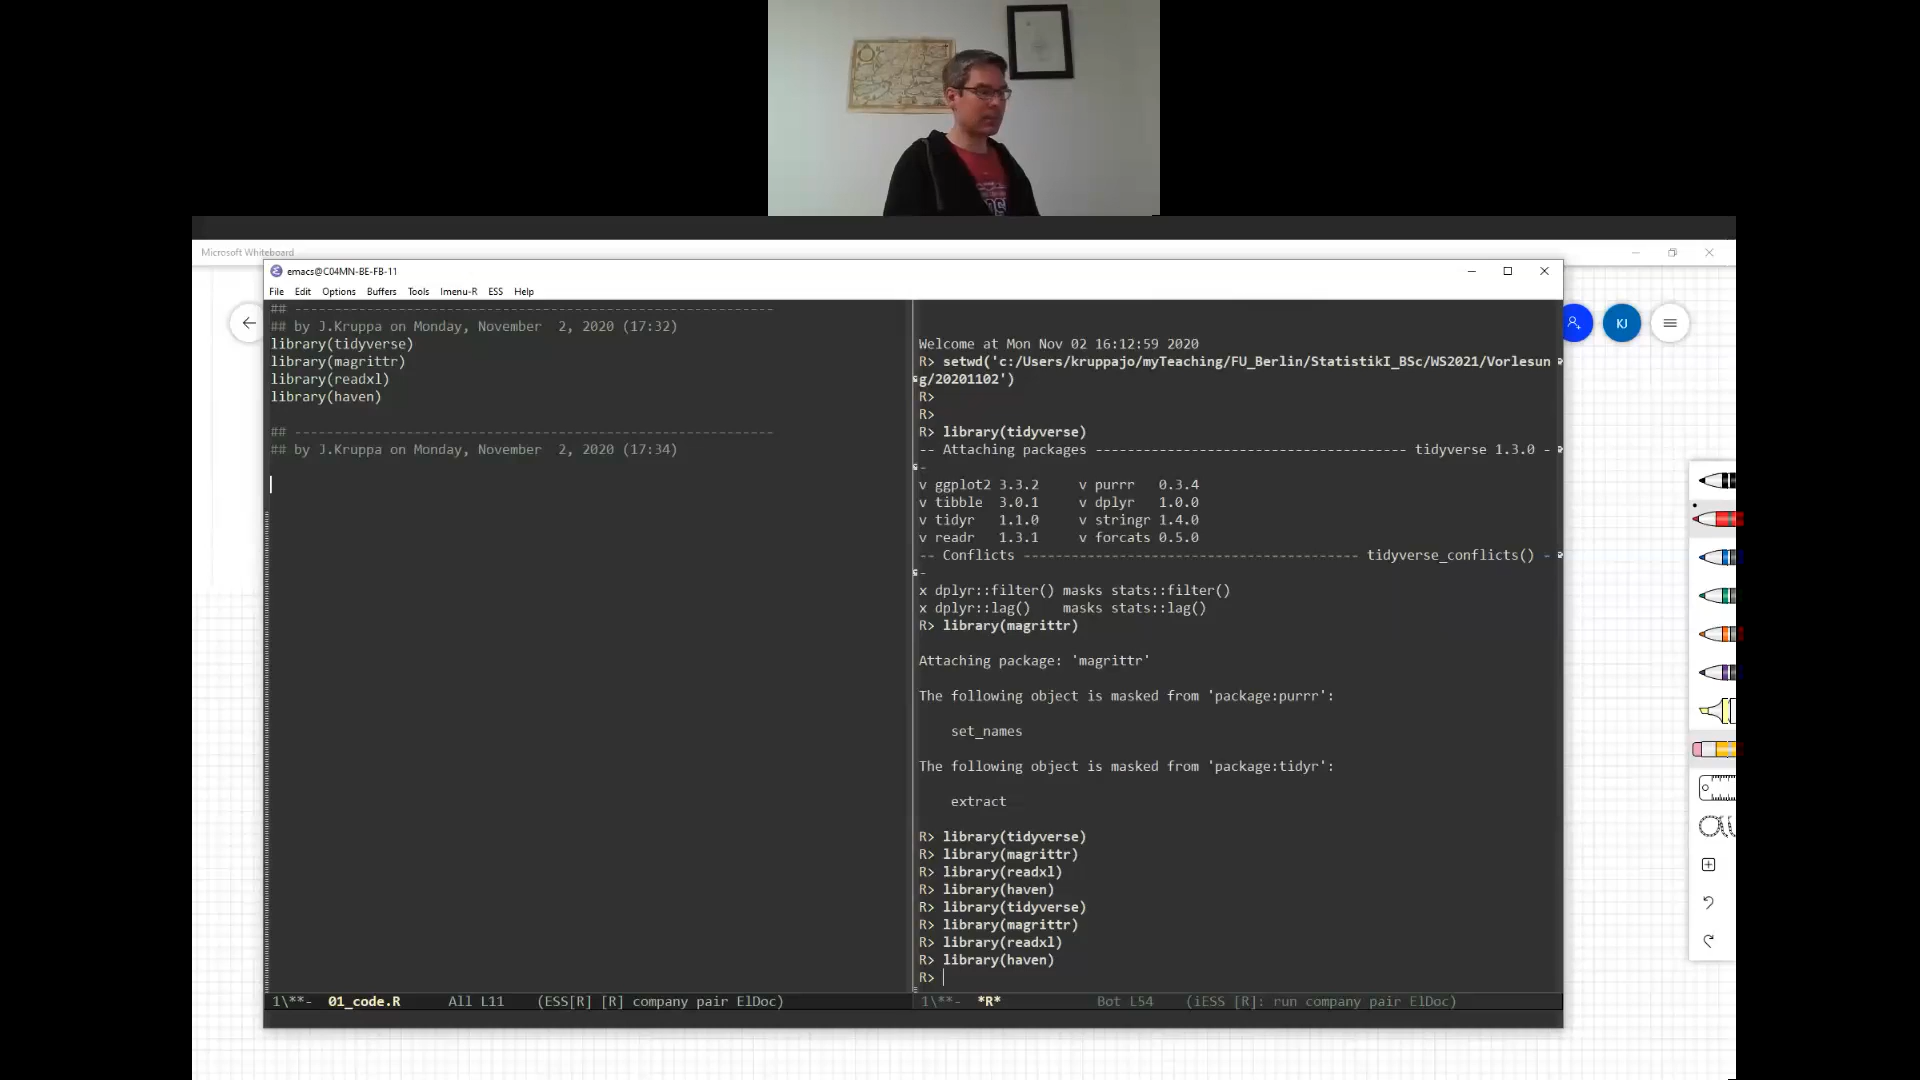 Microsoft Whiteboard
emacs@C04MN-BE-FB-11
File Edit Options Buffers Tools Imenu-R ESS Help
## ------------------------------------------------------------
## by J.Kruppa on Monday, November  2, 2020 (17:32)
library(tidyverse)
library(magrittr)
library(readxl)
library(haven)
## ------------------------------------------------------------
## by J.Kruppa on Monday, November  2, 2020 (17:34)
1\**-  01_code.R      All L11    (ESS[R] [R] company pair ElDoc)
Welcome at Mon Nov 02 16:12:59 2020
R> setwd('c:/Users/kruppajo/myTeaching/FU_Berlin/StatistikI_BSc/WS2021/Vorlesun
g/20201102')
R>
R>
R> library(tidyverse)
-- Attaching packages --------------------------------------- tidyverse 1.3.0 -
-
v ggplot2 3.3.2     v purrr   0.3.4
v tibble  3.0.1     v dplyr   1.0.0
v tidyr   1.1.0     v stringr 1.4.0
v readr   1.3.1     v forcats 0.5.0
-- Conflicts ------------------------------------------ tidyverse_conflicts() -
-
x dplyr::filter() masks stats::filter()
x dplyr::lag()    masks stats::lag()
R> library(magrittr)
Attaching package: 'magrittr'
The following object is masked from 'package:purrr':
set_names
The following object is masked from 'package:tidyr':
extract
R> library(tidyverse)
R> library(magrittr)
R> library(readxl)
R> library(haven)
R> library(tidyverse)
R> library(magrittr)
R> library(readxl)
R> library(haven)
R>
1\**-  *R*            Bot L54    (iESS [R]: run company pair ElDoc)
KJ